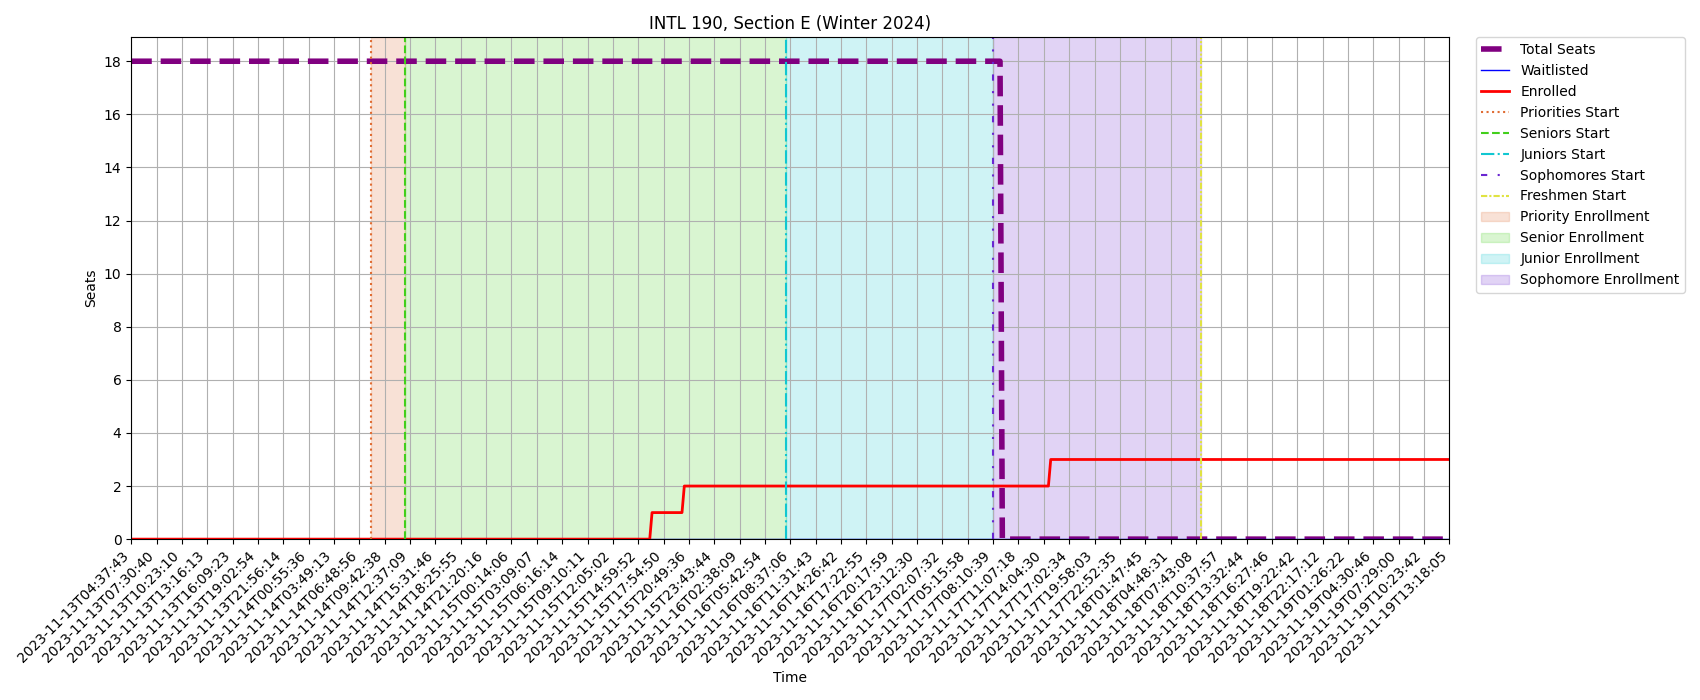 INTL 190, Section E (Winter 2024)
Seats
18
16
14
12
10
8
6
4
2
0
2023-11-13T04:37:43
2023-11-13T07:30:40
2023-11-13T10:23:10
2023-11-13T13:16:13
2023-11-13T16:09:23
2023-11-13T19:02:54
2023-11-13T21:56:14
2023-11-14T00:55:36
2023-11-14T03:49:13
2023-11-14T06:48:56
2023-11-14T09:42:38
2023-11-14T12:37:09
2023-11-14T15:31:46
2023-11-14T18:25:55
2023-11-14T21:20:16
2023-11-15T00:14:06
2023-11-15T03:09:07
2023-11-15T06:16:14
2023-11-15T09:10:11
2023-11-15T12:05:02
2023-11-15T14:59:52
2023-11-15T17:54:50
2023-11-15T20:49:36
2023-11-15T23:43:44
2023-11-16T02:38:09
2023-11-16T05:42:54
2023-11-16T08:37:06
2023-11-16T11:31:43
2023-11-16T14:26:42
2023-11-16T17:22:55
2023-11-16T20:17:59
2023-11-16T23:12:30
2023-11-17T02:07:32
2023-11-17T05:15:58
2023-11-17T08:10:39
2023-11-17T11:07:18
2023-11-17T14:04:30
2023-11-17T17:02:34
2023-11-17T19:58:03
2023-11-17T22:52:35
2023-11-18T01:47:45
2023-11-18T04:48:31
2023-11-18T07:43:08
2023-11-18T10:37:57
2023-11-18T13:32:44
2023-11-18T16:27:46
2023-11-18T19:22:42
2023-11-18T22:17:12
2023-11-19T01:26:22
2023-11-19T04:30:46
2023-11-19T07:29:00
2023-11-19T10:23:42
2023-11-19T13:18:05
Time
Total Seats
Waitlisted
Enrolled
Priorities Start
Seniors Start
Juniors Start
Sophomores Start
Freshmen Start
Priority Enrollment
Senior Enrollment
Junior Enrollment
Sophomore Enrollment